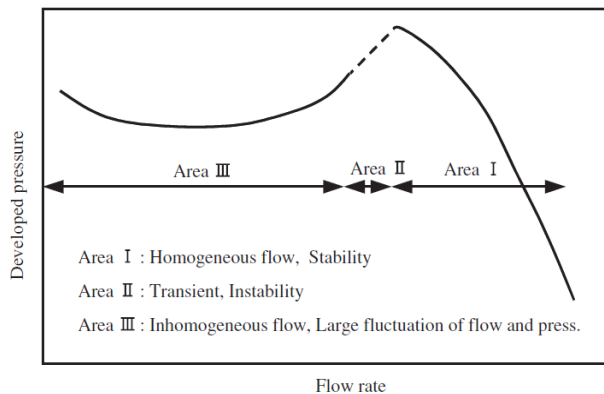 Developed pressure
Area Ⅲ
Area Ⅱ
Area Ⅰ
Area Ⅰ : Homogeneous flow, Stability
Area Ⅱ : Transient, Instability
Area Ⅲ : Inhomogeneous flow, Large fluctuation of flow and press.
Flow rate